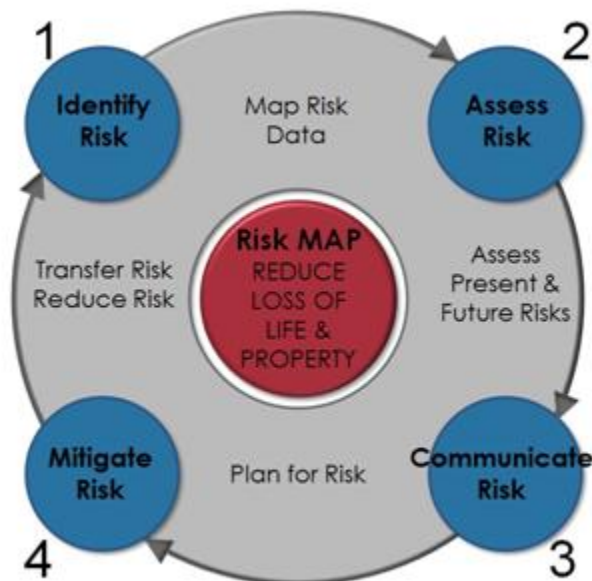 1
Identify
Risk
Map Risk
Data
2
Assess
Risk
Transfer Risk
Reduce Risk
Risk MAP
REDUCE
LOSS OF
LIFE &
PROPERTY
Assess
Present &
Future Risks
Mitigate
Risk
4
Plan for Risk
Communicate
Risk
3